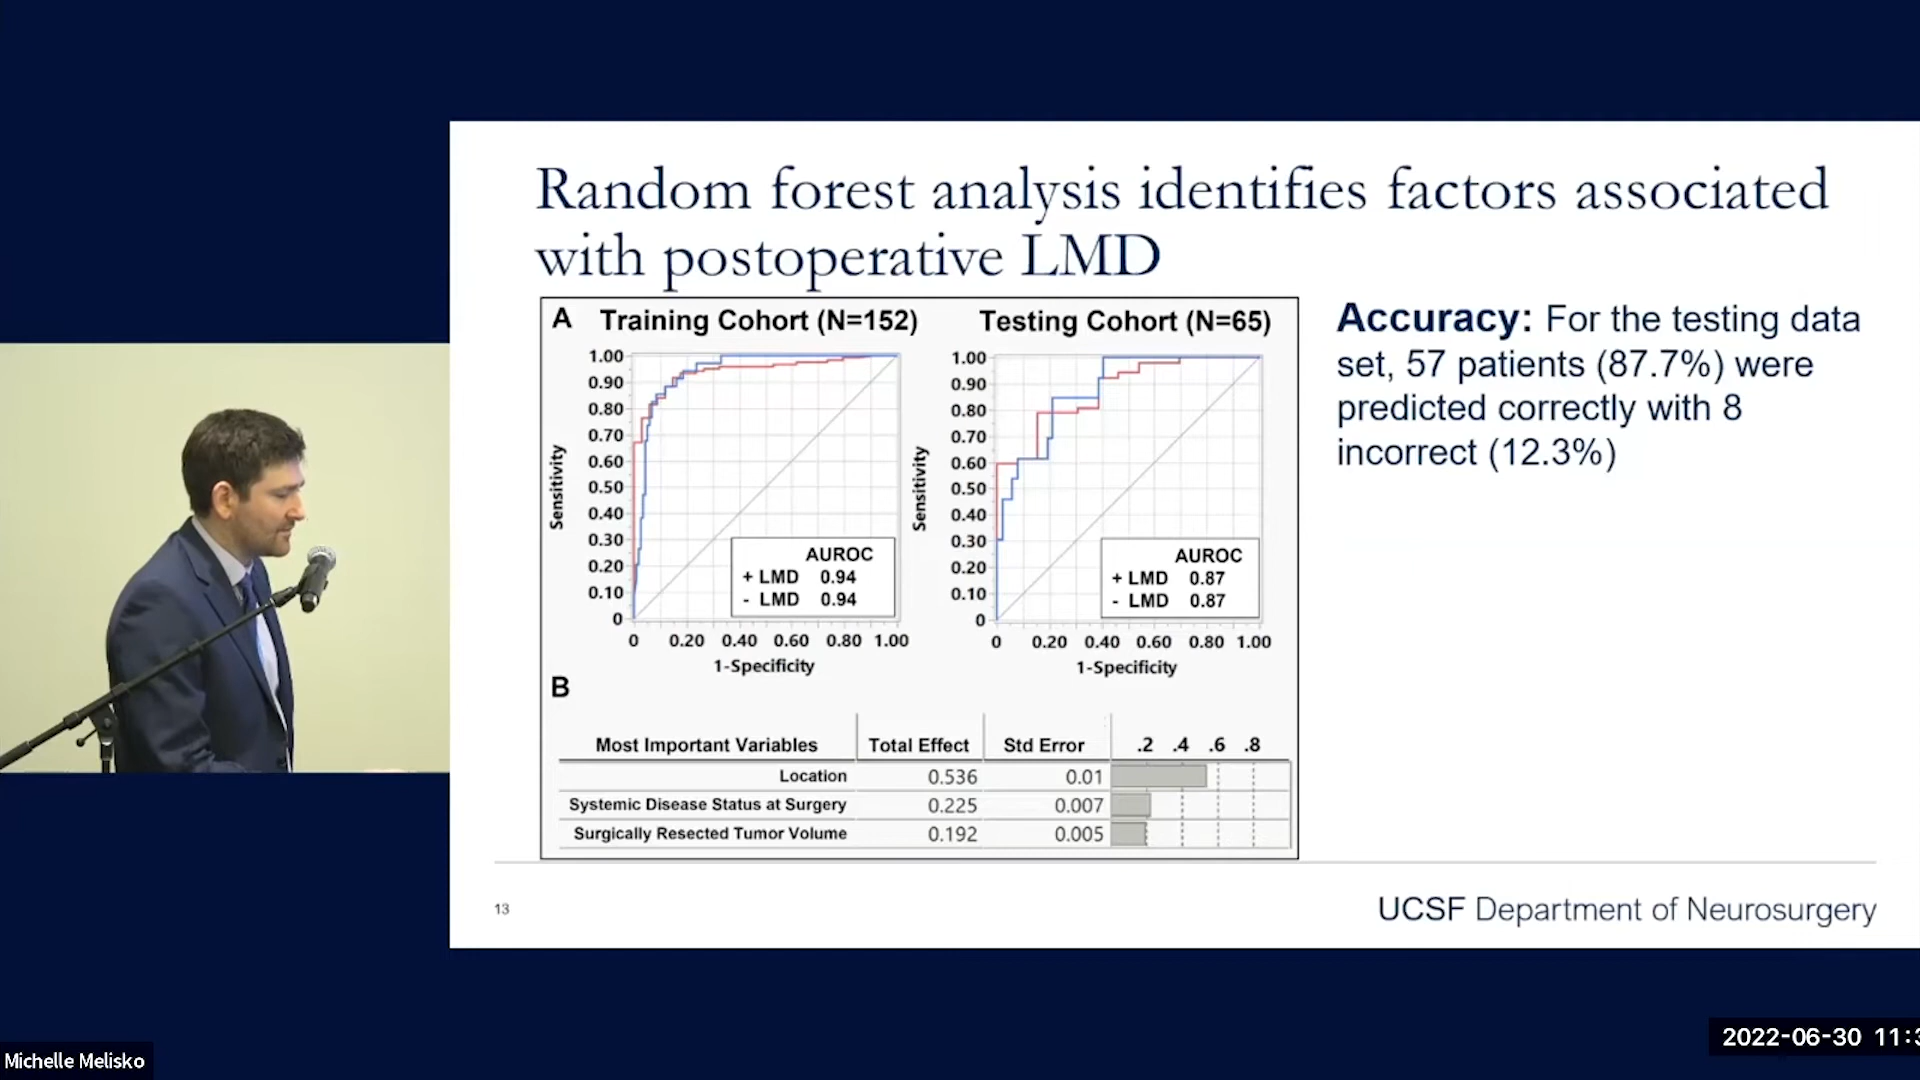 Random forest analysis identifies factors associated
with postoperative LMD
A
Training Cohort (N=152)
Testing Cohort (N=65)
Sensitivity
1.00
0.90
0.80
0.70
0.60
0.50
0.40
0.30
0.20
0.10
0
0 0.20 0.40 0.60 0.80 1.00
1-Specificity
AUROC
+ LMD 0.94
- LMD 0.94
Sensitivity
1.00
0.90
0.80
0.70
0.60
0.50
0.40
0.30
0.20
0.10
0
0 0.20 0.40 0.60 0.80 1.00
1-Specificity
AUROC
+ LMD 0.87
- LMD 0.87
B
Most Important Variables Total Effect Std Error .2 .4 .6 .8
Location 0.536 0.01
Systemic Disease Status at Surgery 0.225 0.007
Surgically Resected Tumor Volume 0.192 0.005
Accuracy: For the testing data
set, 57 patients (87.7%) were
predicted correctly with 8
incorrect (12.3%)
13
UCSF Department of Neurosurgery
Michelle Melisko
2022-06-30 11:3